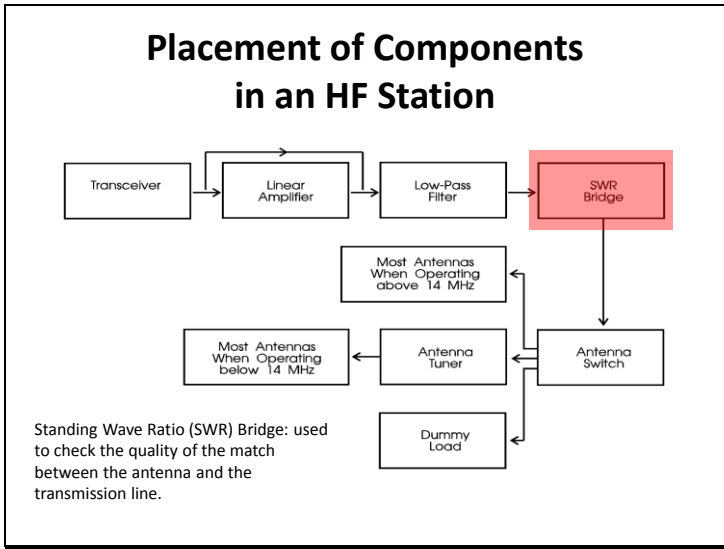 Placement of Components
in an HF Station
Transceiver
Linear
Amplifier
Low-Pass
Filter
SWR
Bridge
Most Antennas
When Operating
above 14 MHz
Most Antennas
When Operating
below 14 MHz
Antenna
Tuner
Antenna
Switch
Dummy
Load
Standing Wave Ratio (SWR) Bridge: used
to check the quality of the match
between the antenna and the
transmission line.